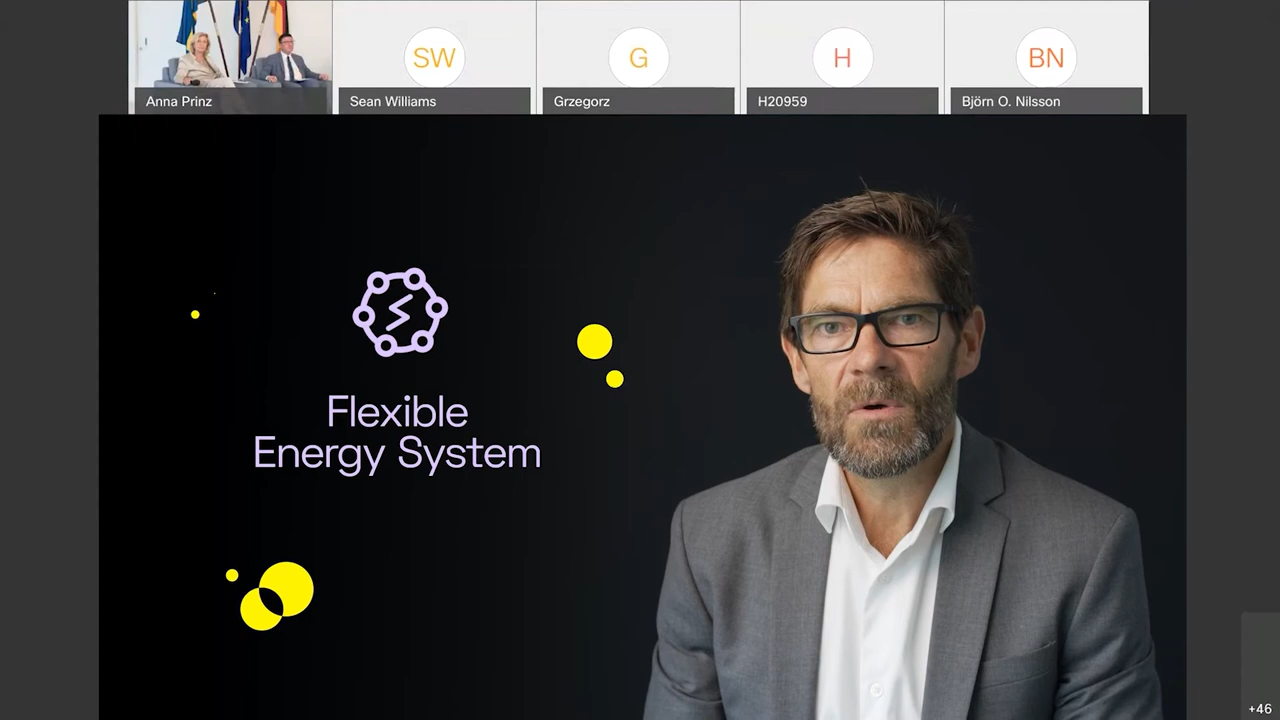 SW
G
H
BN
Anna Prinz
Sean Williams
Grzegorz
H20959
Björn O. Nilsson
Flexible
Energy System
+46